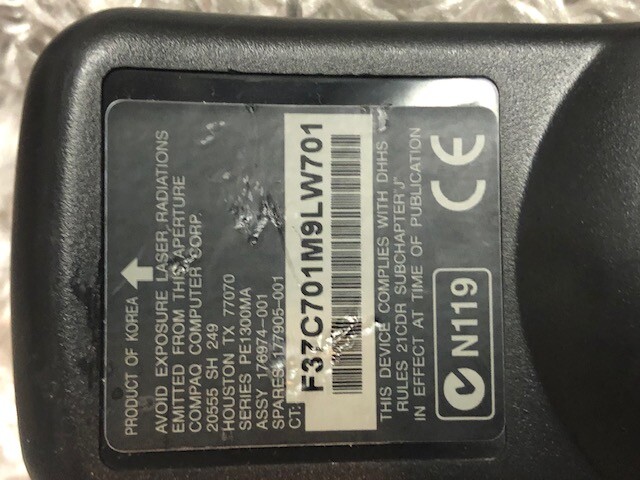 PRODUCT OF KOREA
AVOID EXPOSURE LASER RADIATIONS
EMITTED FROM THIS APERTURE
COMPAQ COMPUTER CORP.
20555 SH 249
HOUSTON TX 77070
SERIES PE1300MA
ASSY 176974-001
SPARES 177905-001
CT: F37C701M9LW701
THIS DEVICE COMPLIES WITH DHHS
RULES 21CDR SUBCHAPTER"J"
IN EFFECT AT TIME OF PUBLICATION
N119 CE